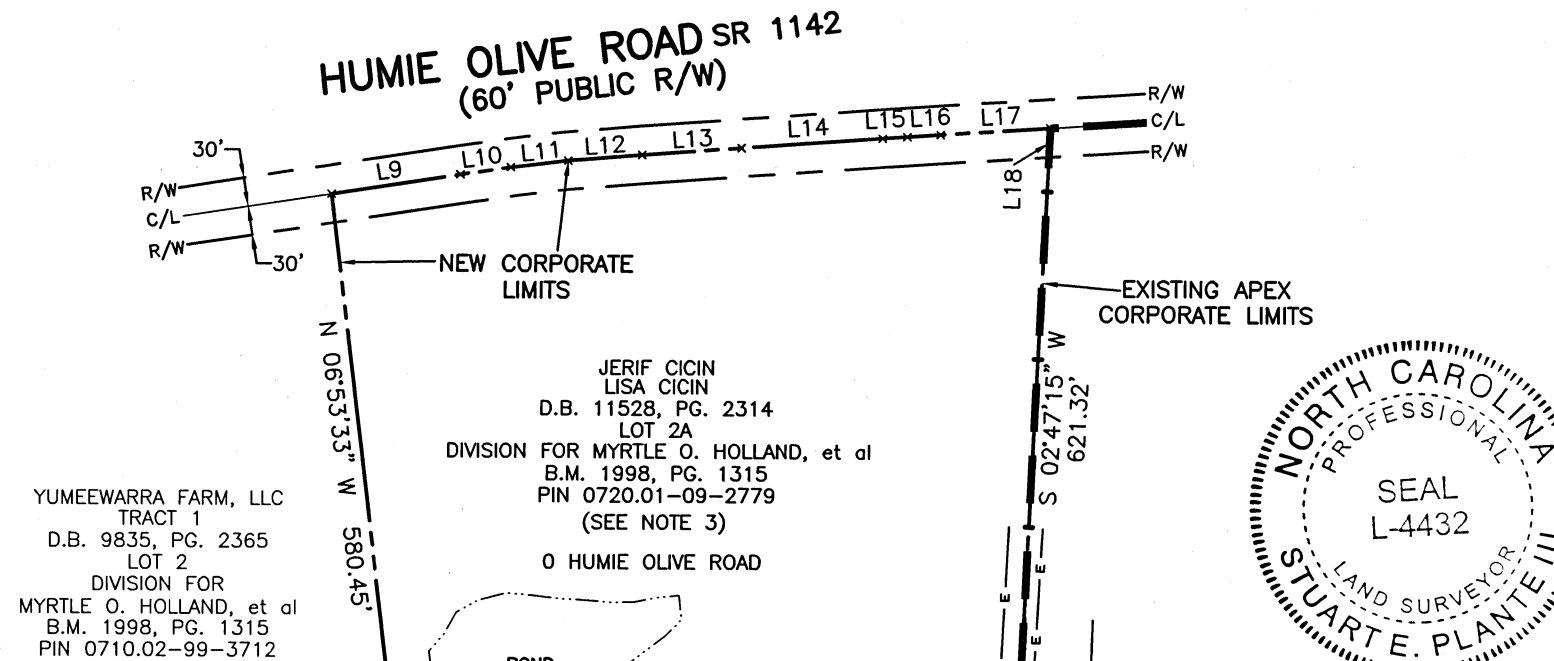 HUMIE OLIVE ROAD SR 1142
(60' PUBLIC R/W)
R/W
C/L
R/W
30'
R/W
C/L
R/W
30'
L9
L10
L11
L12
L13
L14
L15
L16
L17
L18
NEW CORPORATE
LIMITS
EXISTING APEX
CORPORATE LIMITS
N 06°53'33" W 580.45'
S 02°47'15" W
621.32'
JERIF CICIN
LISA CICIN
D.B. 11528, PG. 2314
LOT 2A
DIVISION FOR MYRTLE O. HOLLAND, et al
B.M. 1998, PG. 1315
PIN 0720.01-09-2779
(SEE NOTE 3)
0 HUMIE OLIVE ROAD
YUMEEWARRA FARM, LLC
TRACT 1
D.B. 9835, PG. 2365
LOT 2
DIVISION FOR
MYRTLE O. HOLLAND, et al
B.M. 1998, PG. 1315
PIN 0710.02-99-3712
POND
E
E
E
E
NORTH CAROLINA
PROFESSIONAL
SEAL
L-4432
LAND SURVEYOR
STUART E. PLANTE III